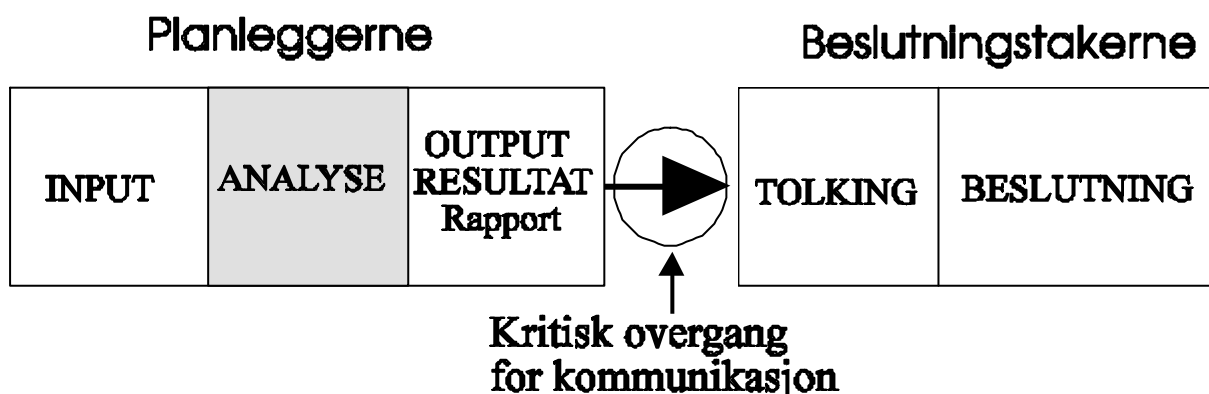 Planleggerne
Beslutningstakerne
INPUT
ANALYSE
OUTPUT
RESULTAT
Rapport
TOLKING
BESLUTNING
Kritisk overgang
for kommunikasjon